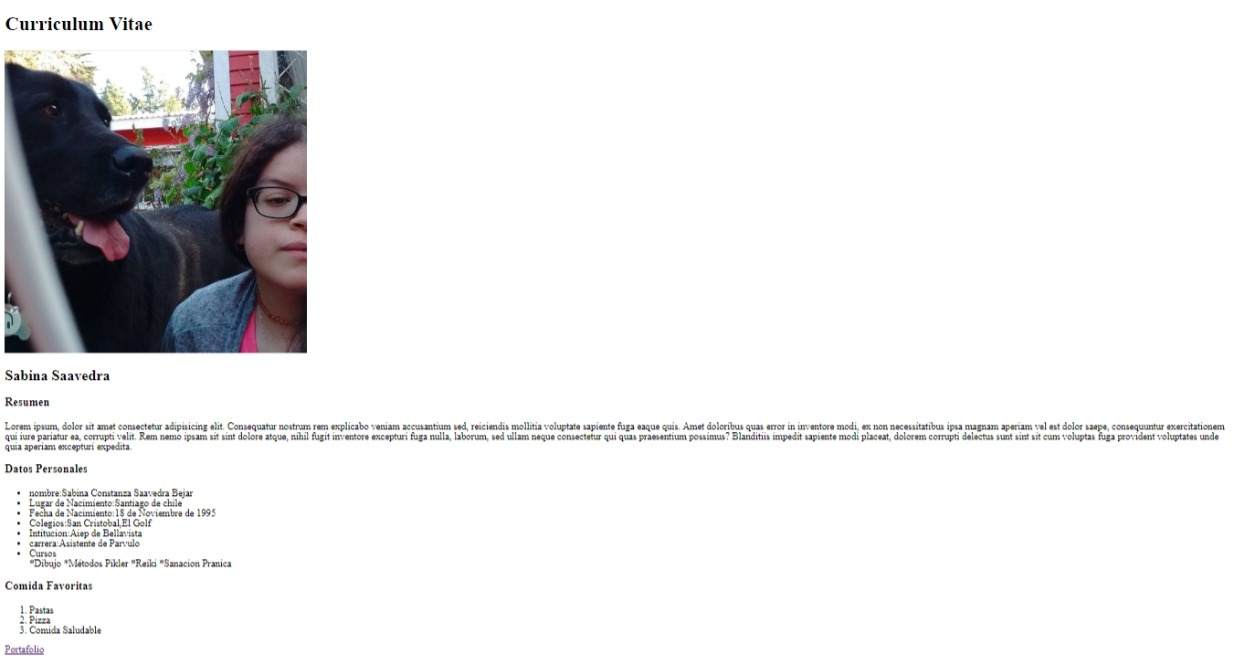 Curriculum Vitae
Sabina Saavedra
Resumen
Lorem ipsum, dolor sit amet consectetur adipisicing elit. Consequatur nostrum rem explicabo veniam accusantium sed, reiciendis mollitia voluptate sapiente fuga eaque quis. Amet doloribus quas error in inventore modi, ex non necessitatibus ipsa magnam aperiam vel est dolor saepe, consequuntur exercitationem
qui iure pariatur ea, corrupti velit. Rem nemo ipsam sit sint dolore atque, nihil fugit inventore excepturi fuga nulla, laborum, sed ullam neque consectetur qui quas praesentium possimus? Blanditiis impedit sapiente modi placeat, dolorem corrupti delectus sunt sint sit cum voluptas fuga provident voluptates unde
quia aperiam excepturi expedita.
Datos Personales
• nombre:Sabina Constanza Saavedra Bejar
• Lugar de Nacimiento:Santiago de chile
• Fecha de Nacimiento:18 de Noviembre de 1995
• Colegios:San Cristobal,El Golf
• Intitucion:Aiep de Bellavista
• carrera:Asistente de Parvulo
• Cursos
*Dibujo *Métodos Pikler *Reiki *Sanacion Pranica
Comida Favoritas
1. Pastas
2. Pizza
3. Comida Saludable
Portafolio